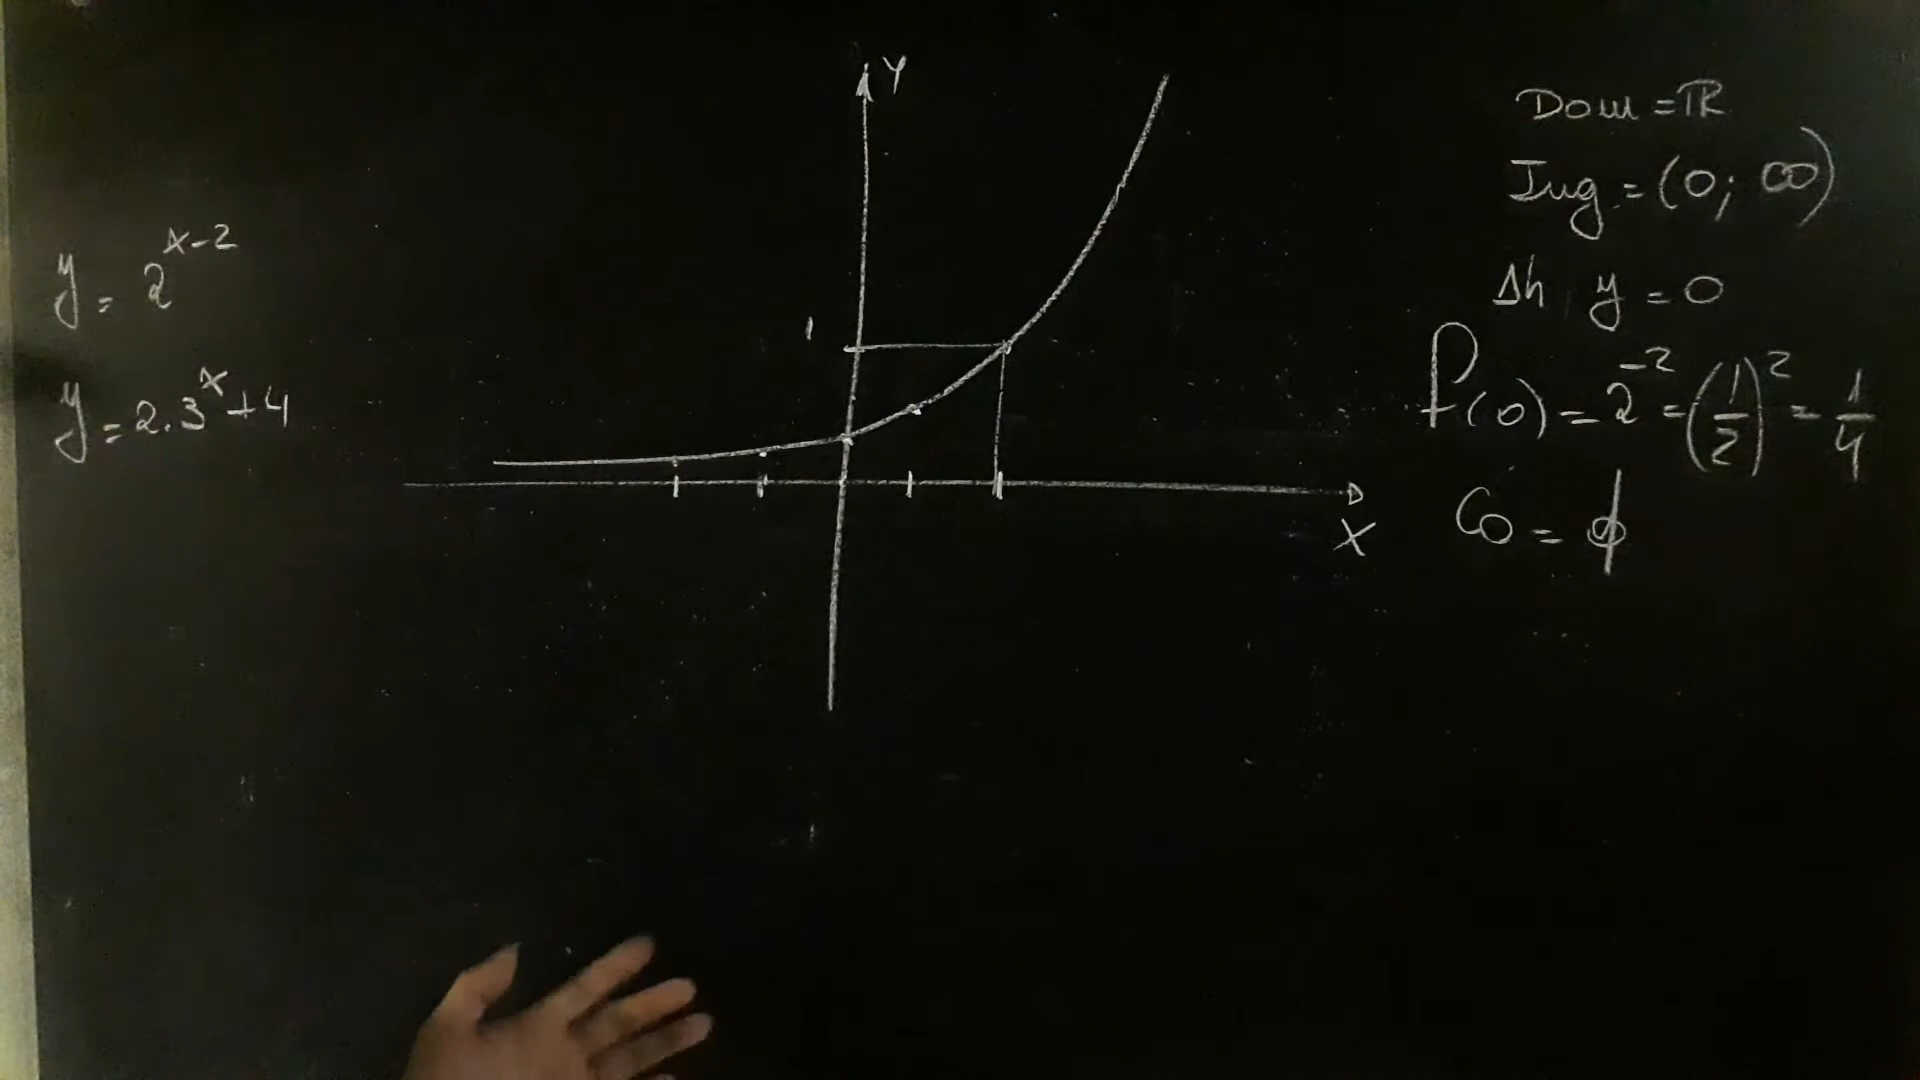 y = 2^{x-2}
y = 2.3^x + 4
Y
1
X
Dom = ℝ
Img = (0; ∞)
Ah y = 0
f(0) = 2^{-2} = (1/2)^2 = 1/4
C0 = ϕ